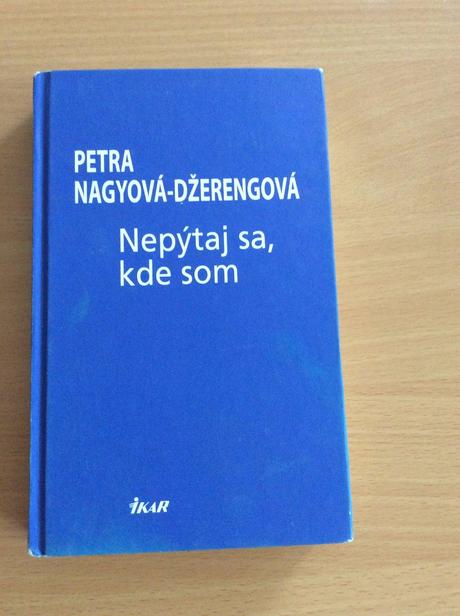 PETRA
NAGYOVÁ-DŽERENGOVÁ
Nepýtaj sa,
kde som
IKAR